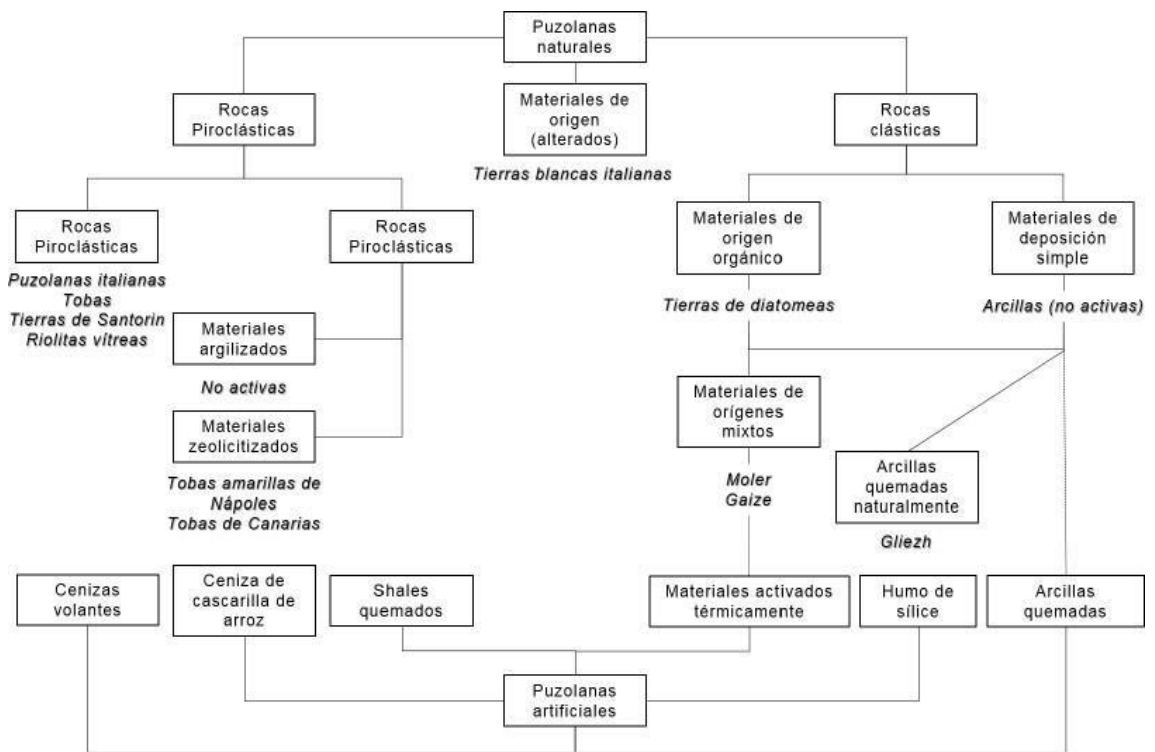 Puzolanas
naturales
Rocas
Piroclásticas
Materiales de
origen
(alterados)
Rocas
clásticas
Tierras blancas italianas
Rocas
Piroclásticas
Rocas
Piroclásticas
Materiales de
origen
orgánico
Materiales de
deposición
simple
Puzolanas italianas
Tobas
Tierras de Santorin
Riolitas vítreas
Tierras de diatomeas
Arcillas (no activas)
Materiales
argilizados
No activas
Materiales
zeolicitizados
Tobas amarillas de
Nápoles
Tobas de Canarias
Materiales de
orígenes
mixtos
Moler
Gaize
Arcillas
quemadas
naturalmente
Gliezh
Cenizas
volantes
Ceniza de
cascarilla de
arroz
Shales
quemados
Materiales activados
térmicamente
Humo de
sílice
Arcillas
quemadas
Puzolanas
artificiales